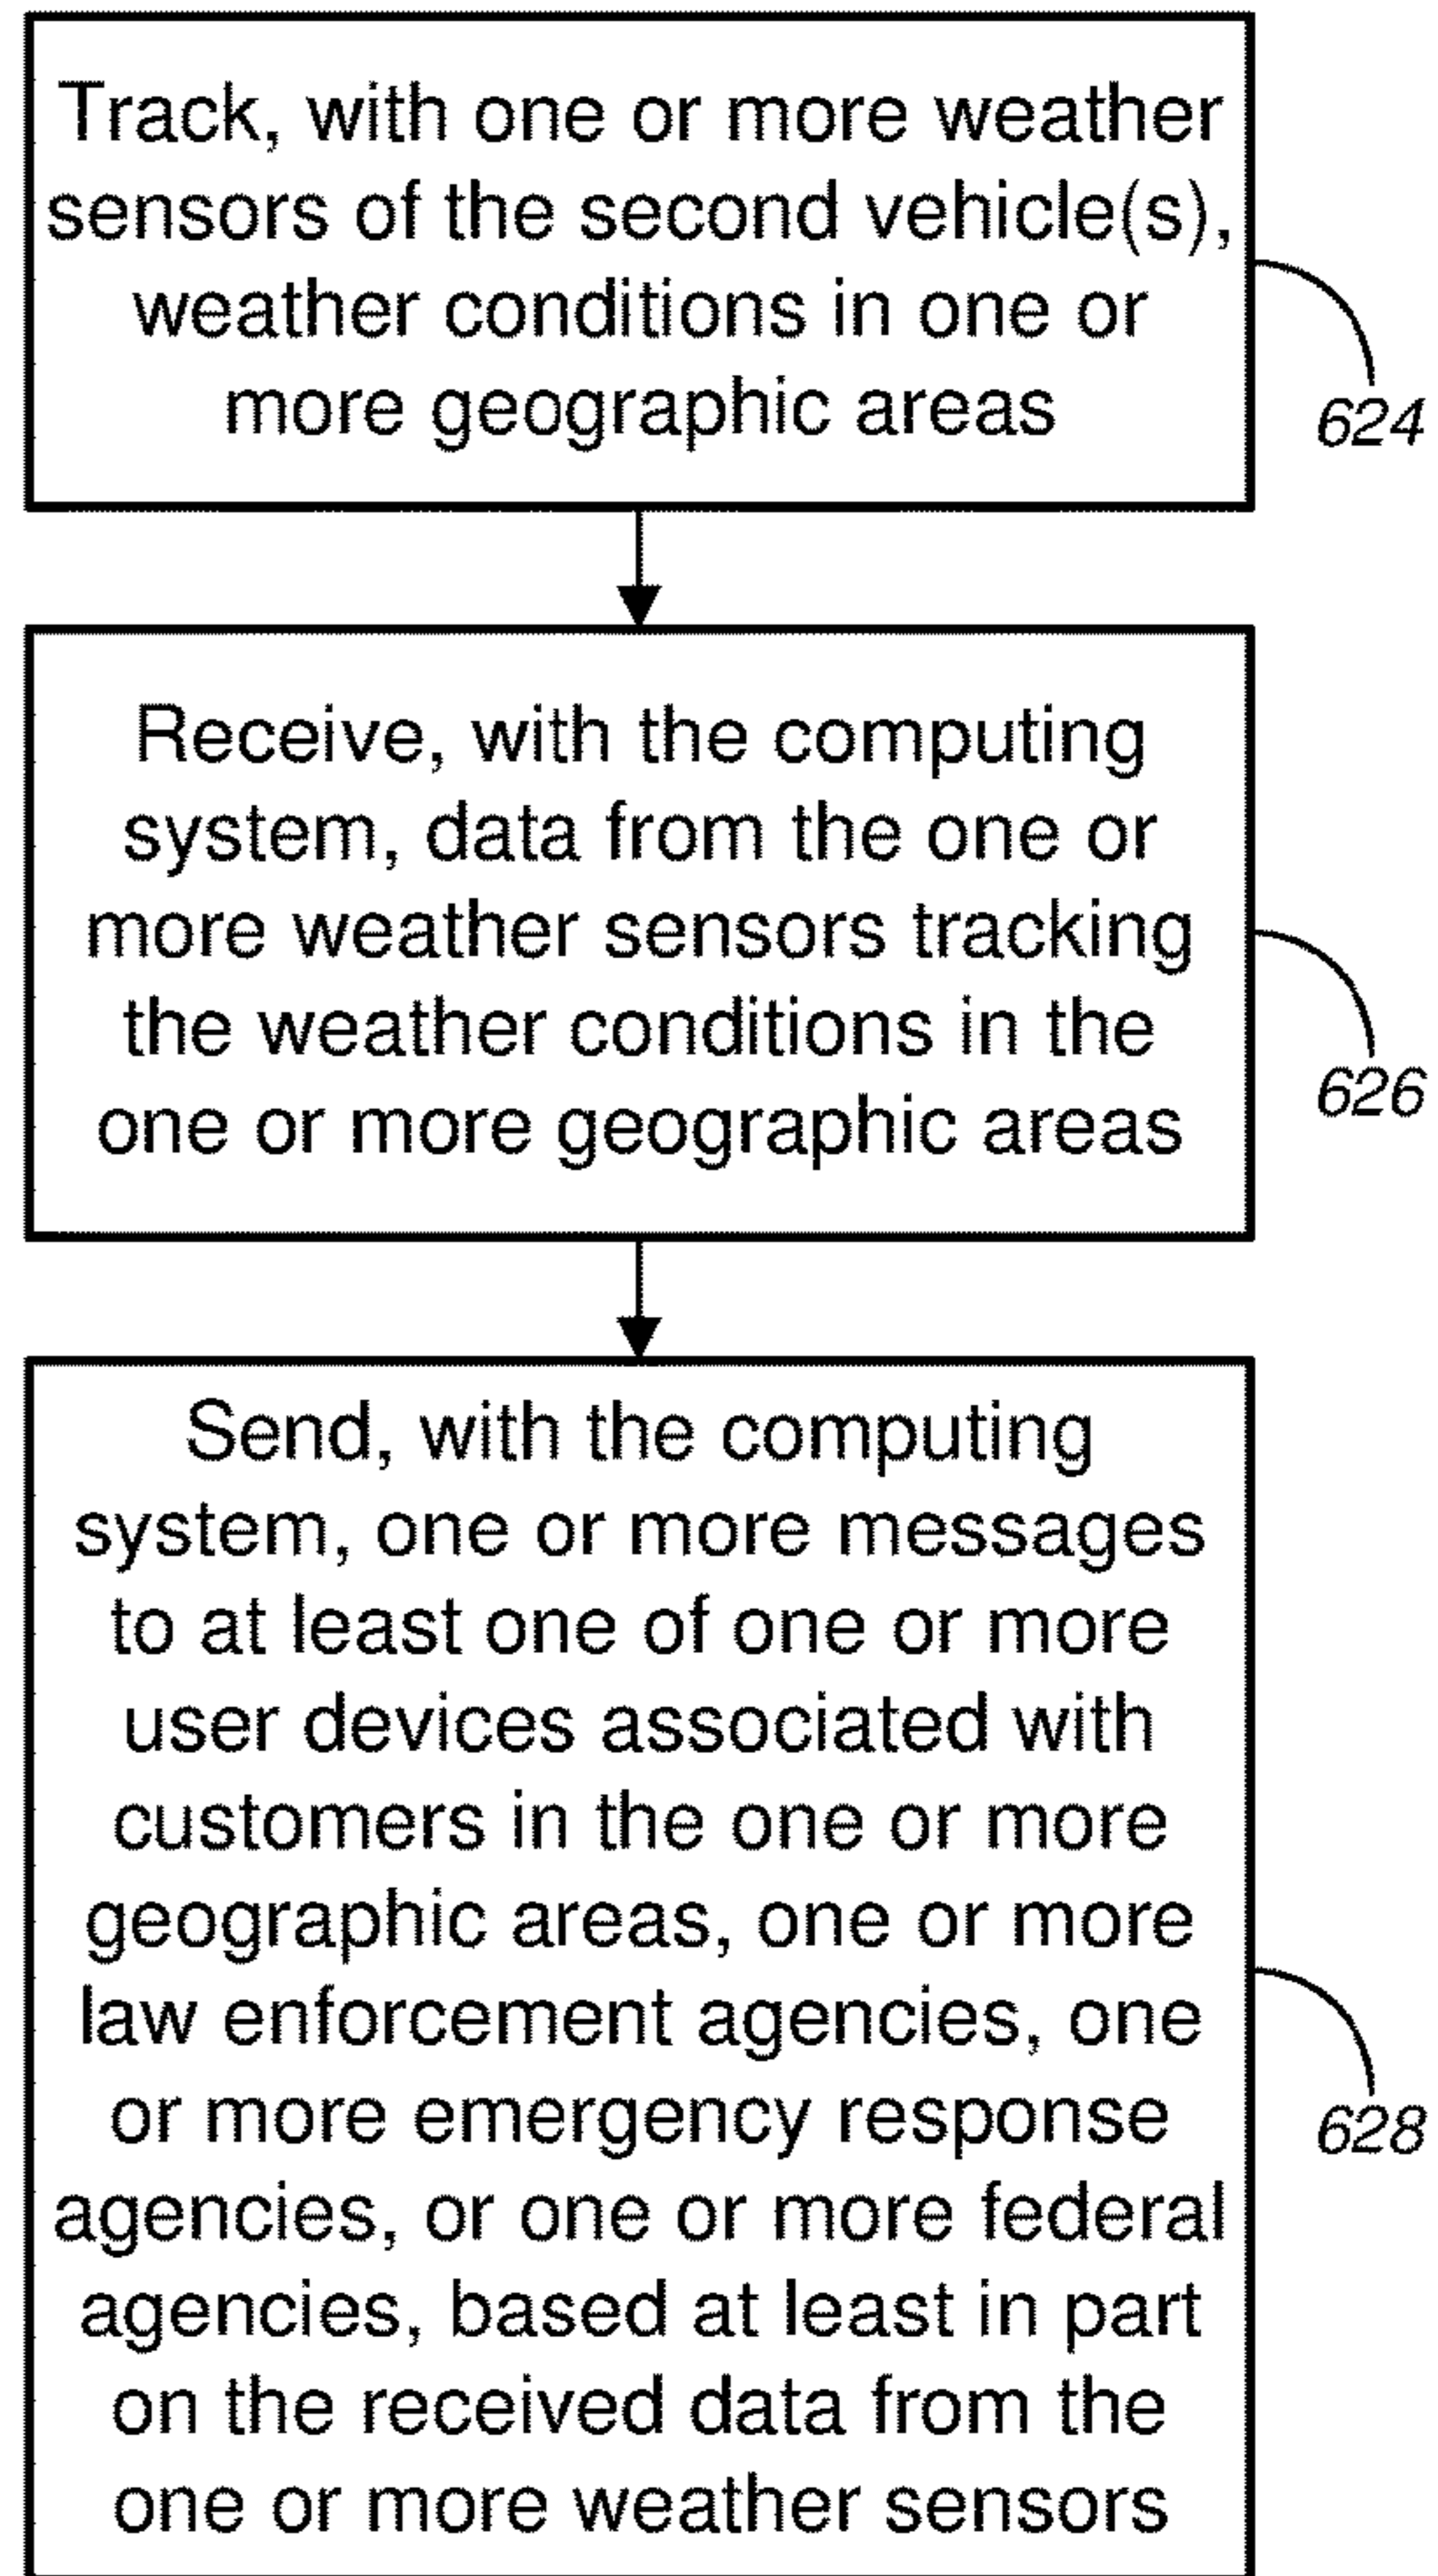 Track, with one or more weather
sensors of the second vehicle(s),
weather conditions in one or
more geographic areas
624
Receive, with the computing
system, data from the one or
more weather sensors tracking
the weather conditions in the
one or more geographic areas
626
Send, with the computing
system, one or more messages
to at least one of one or more
user devices associated with
customers in the one or more
geographic areas, one or more
law enforcement agencies, one
or more emergency response
agencies, or one or more federal
agencies, based at least in part
on the received data from the
one or more weather sensors
628